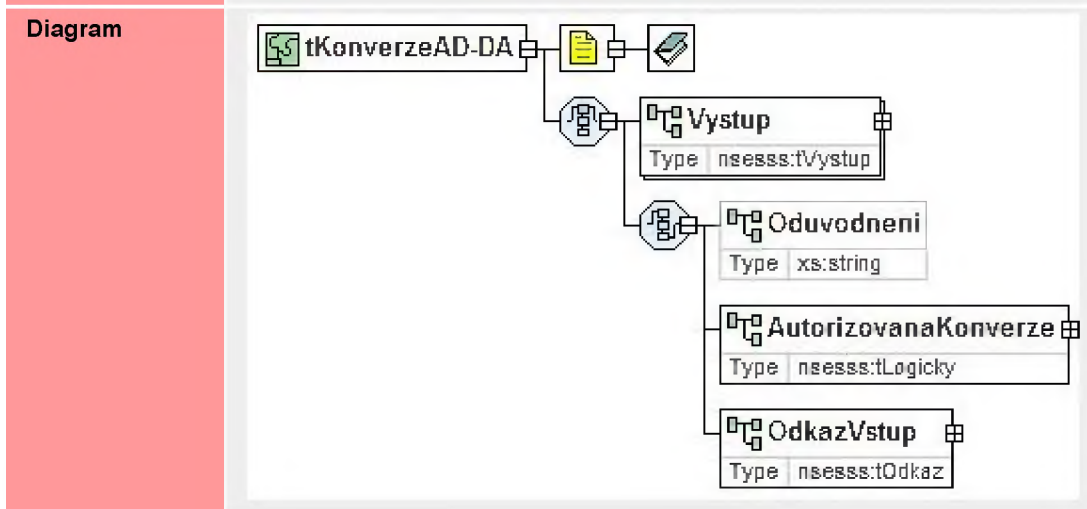 Diagram
tKonverzeAD-DA
Vystup
Type nsesss:tVystup
Oduvodneni
Type xs:string
AutorizovanaKonverze
Type nsesss:tLogicky
OdkazVstup
Type nsesss:tOdkaz